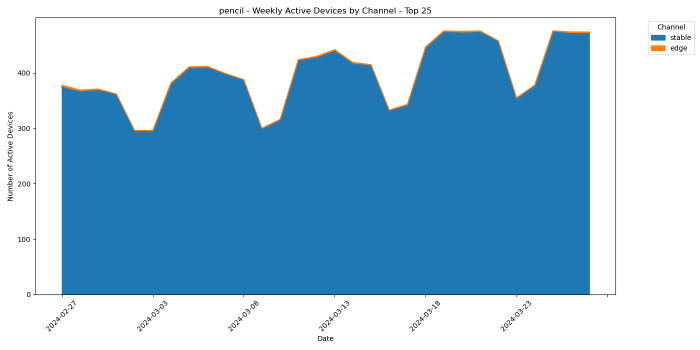 pencil - Weekly Active Devices by Channel - Top 25
Channel
stable
edge
Number of Active Devices
400
300
200
100
0
2024-02-27
2024-03-03
2024-03-08
2024-03-13
2024-03-18
2024-03-23
Date